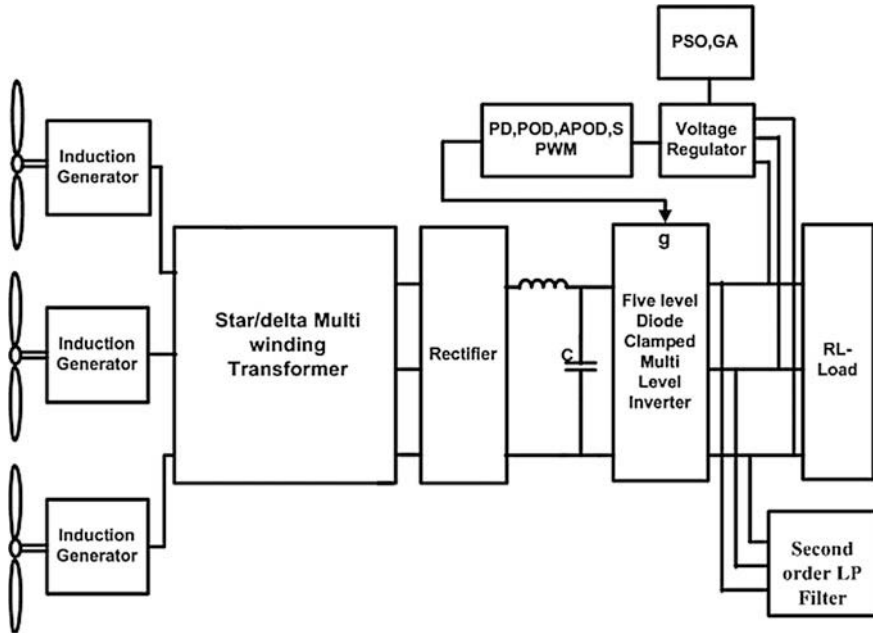 PSO,GA
PD,POD,APOD,S
PWM
Voltage
Regulator
Induction
Generator
g
Star/delta Multi
winding
Transformer
Rectifier
C
FIve level
Diode
Clamped
Multi
Level
Inverter
RL-
Load
Induction
Generator
Induction
Generator
Second
order LP
Filter